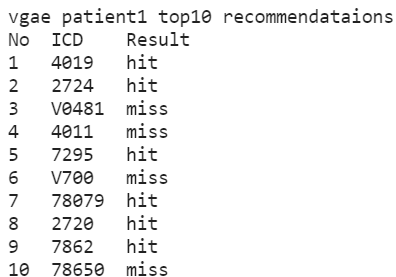 vgae patient1 top10 recommendataions
No ICD Result
1 4019 hit
2 2724 hit
3 V0481 miss
4 4011 miss
5 7295 hit
6 V700 miss
7 78079 hit
8 2720 hit
9 7862 hit
10 78650 miss